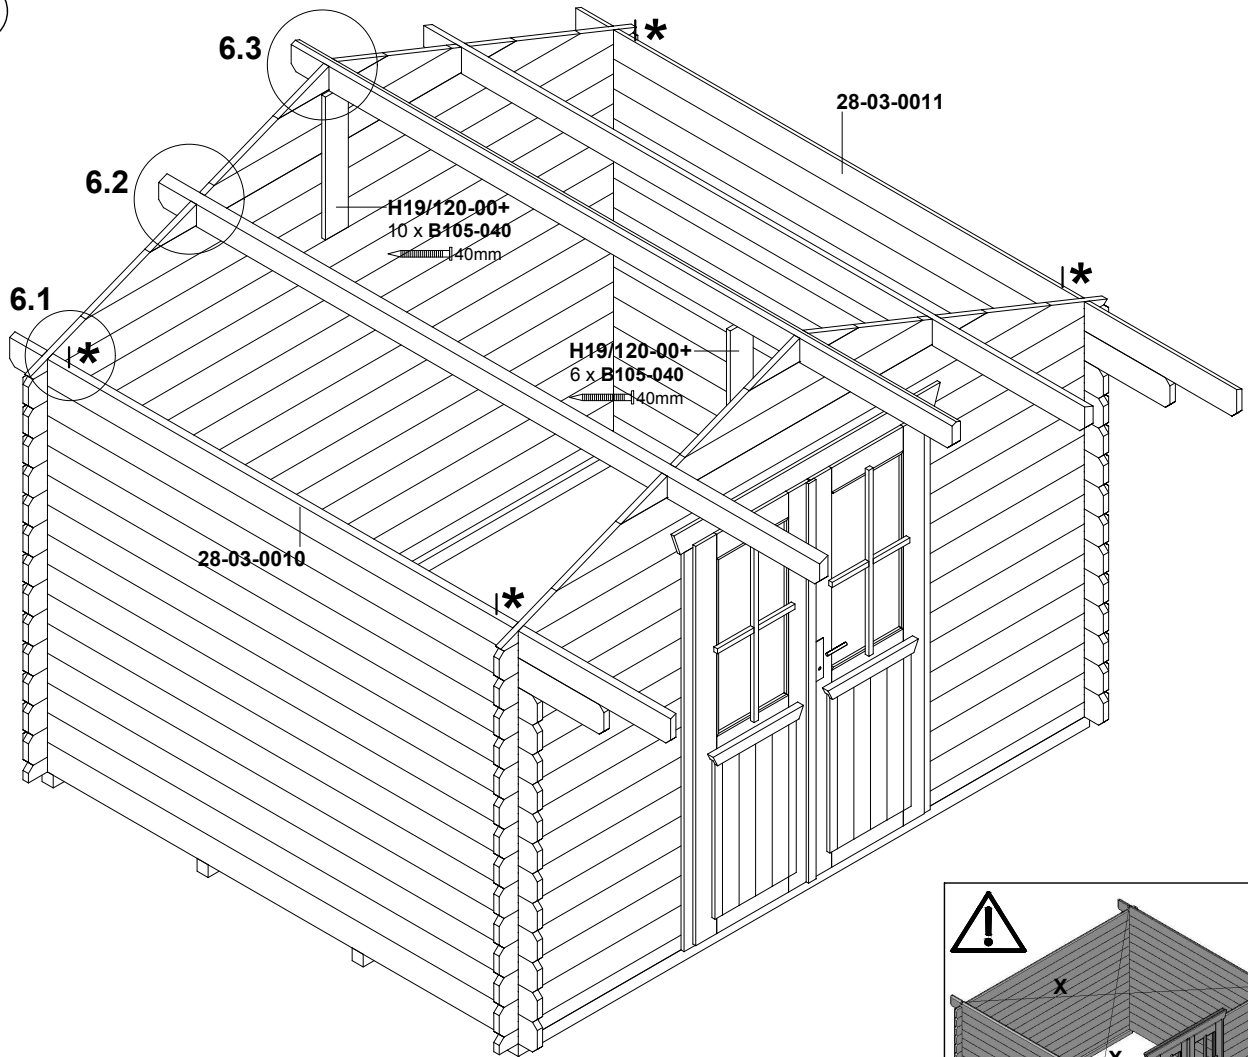 6.3
*
28-03-0011
6.2
H19/120-00+
10 x B105-040
40mm
*
6.1
*
H19/120-00+
6 x B105-040
40mm
28-03-0010
*
!
X
X